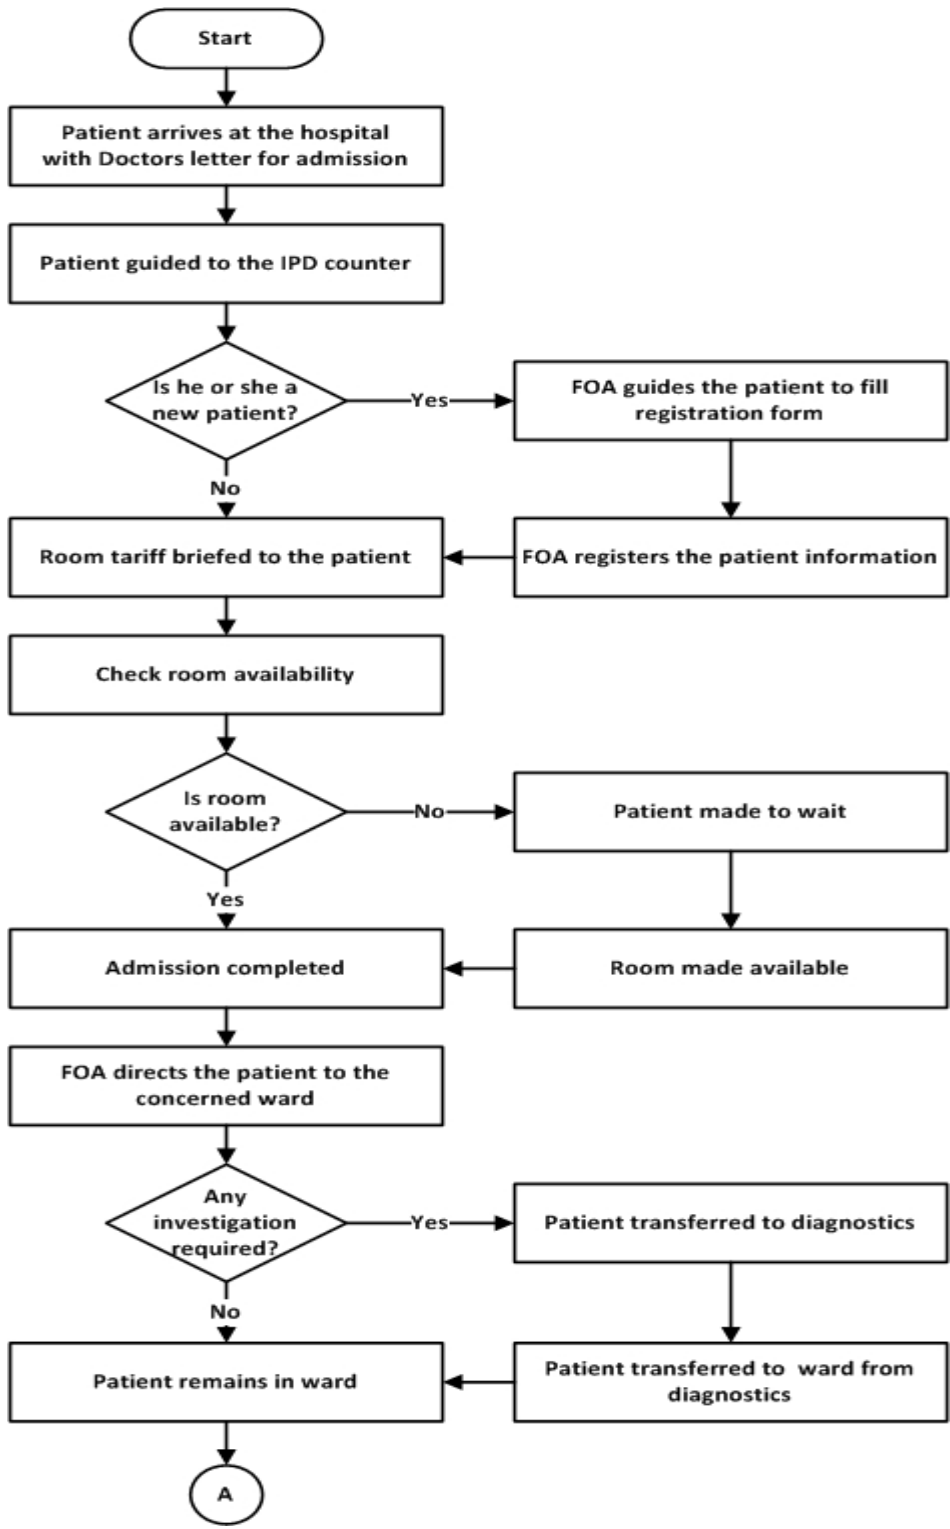 Start
Patient arrives at the hospital
with Doctors letter for admission
Patient guided to the IPD counter
Is he or she a
new patient?
Yes
FOA guides the patient to fill
registration form
No
Room tariff briefed to the patient
FOA registers the patient information
Check room availability
Is room
available?
No
Patient made to wait
Yes
Admission completed
Room made available
FOA directs the patient to the
concerned ward
Any
investigation
required?
Yes
Patient transferred to diagnostics
No
Patient remains in ward
Patient transferred to ward from
diagnostics
A